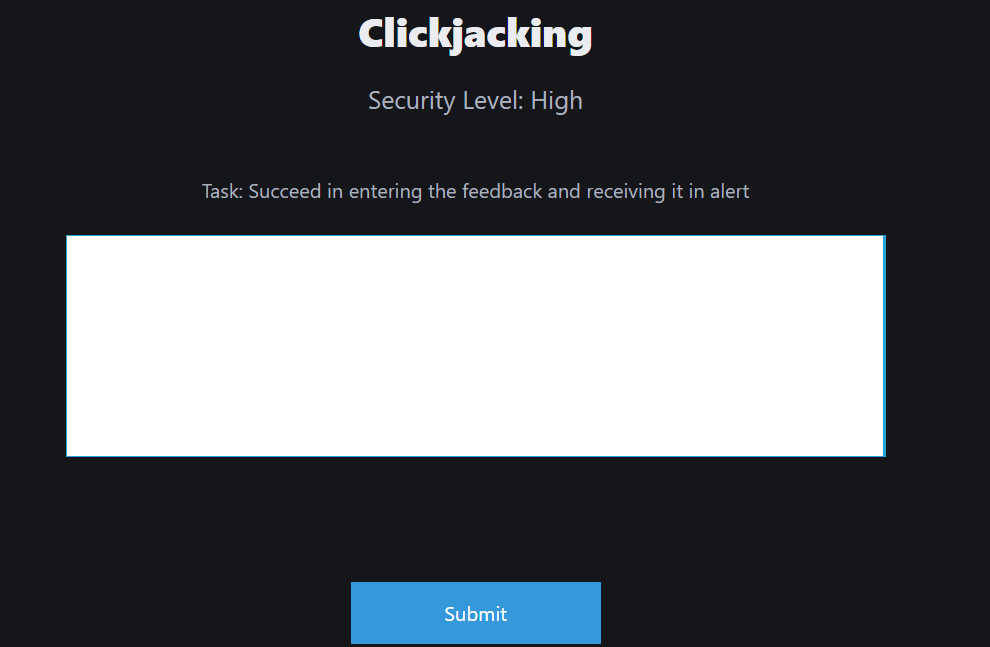 Clickjacking
Security Level: High
Task: Succeed in entering the feedback and receiving it in alert
Submit